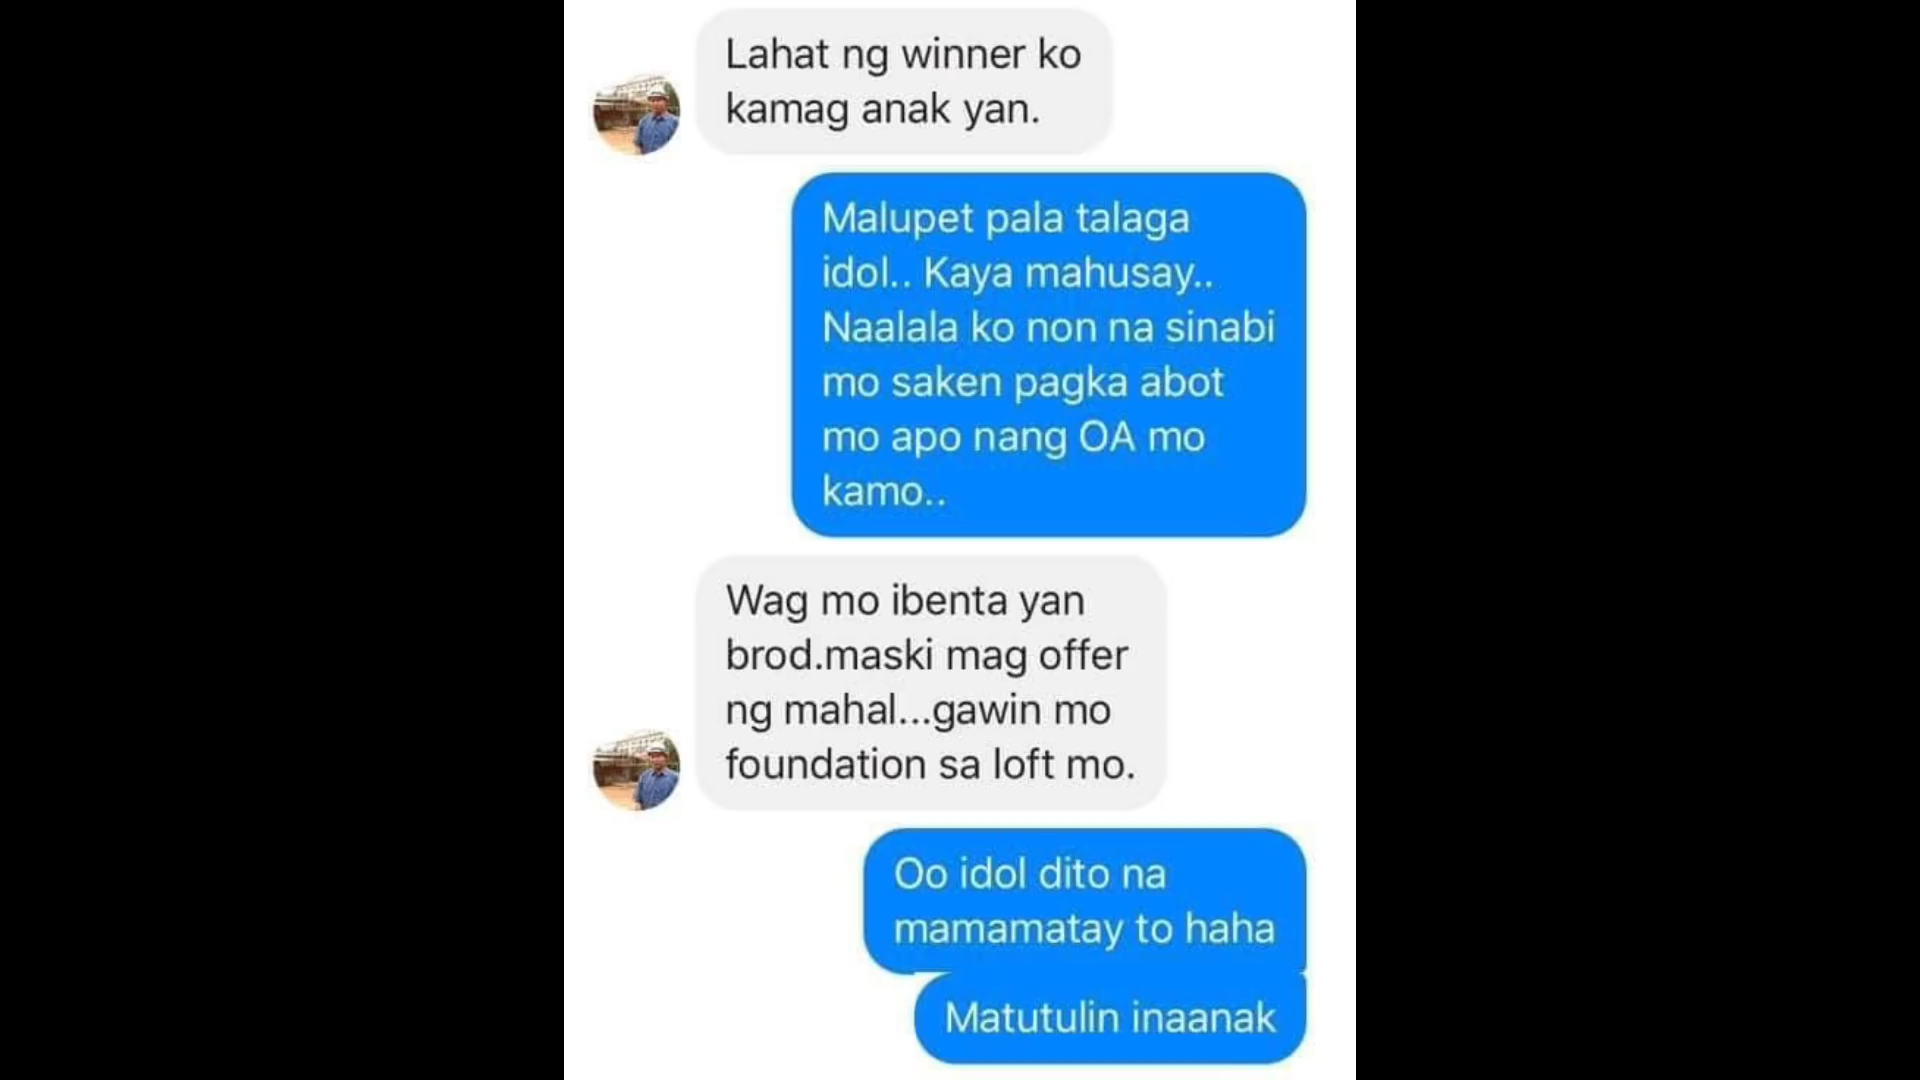 Lahat ng winner ko
kamag anak yan.
Malupet pala talaga
idol.. Kaya mahusay..
Naalala ko non na sinabi
mo saken pagka abot
mo apo nang OA mo
kamo..
Wag mo ibenta yan
brod.maski mag offer
ng mahal...gawin mo
foundation sa loft mo.
Oo idol dito na
mamamatay to haha
Matutulin inaanak